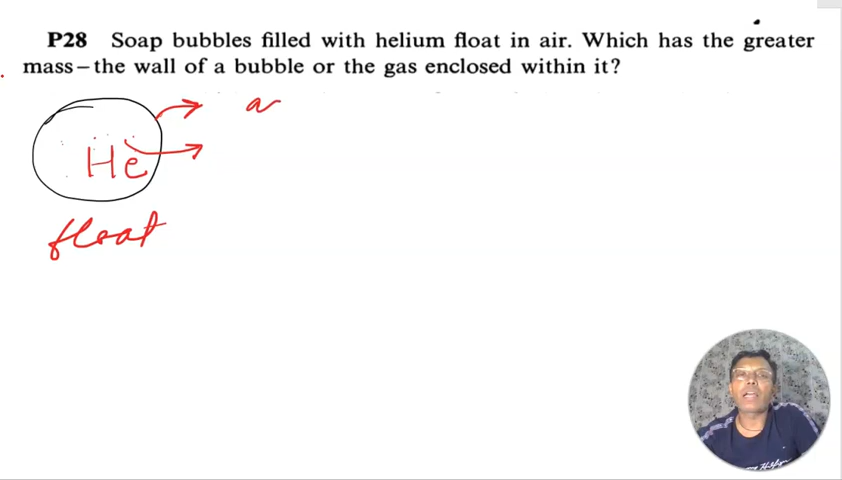 P28 Soap bubbles filled with helium float in air. Which has the greater
mass—the wall of a bubble or the gas enclosed within it?
a
He
float